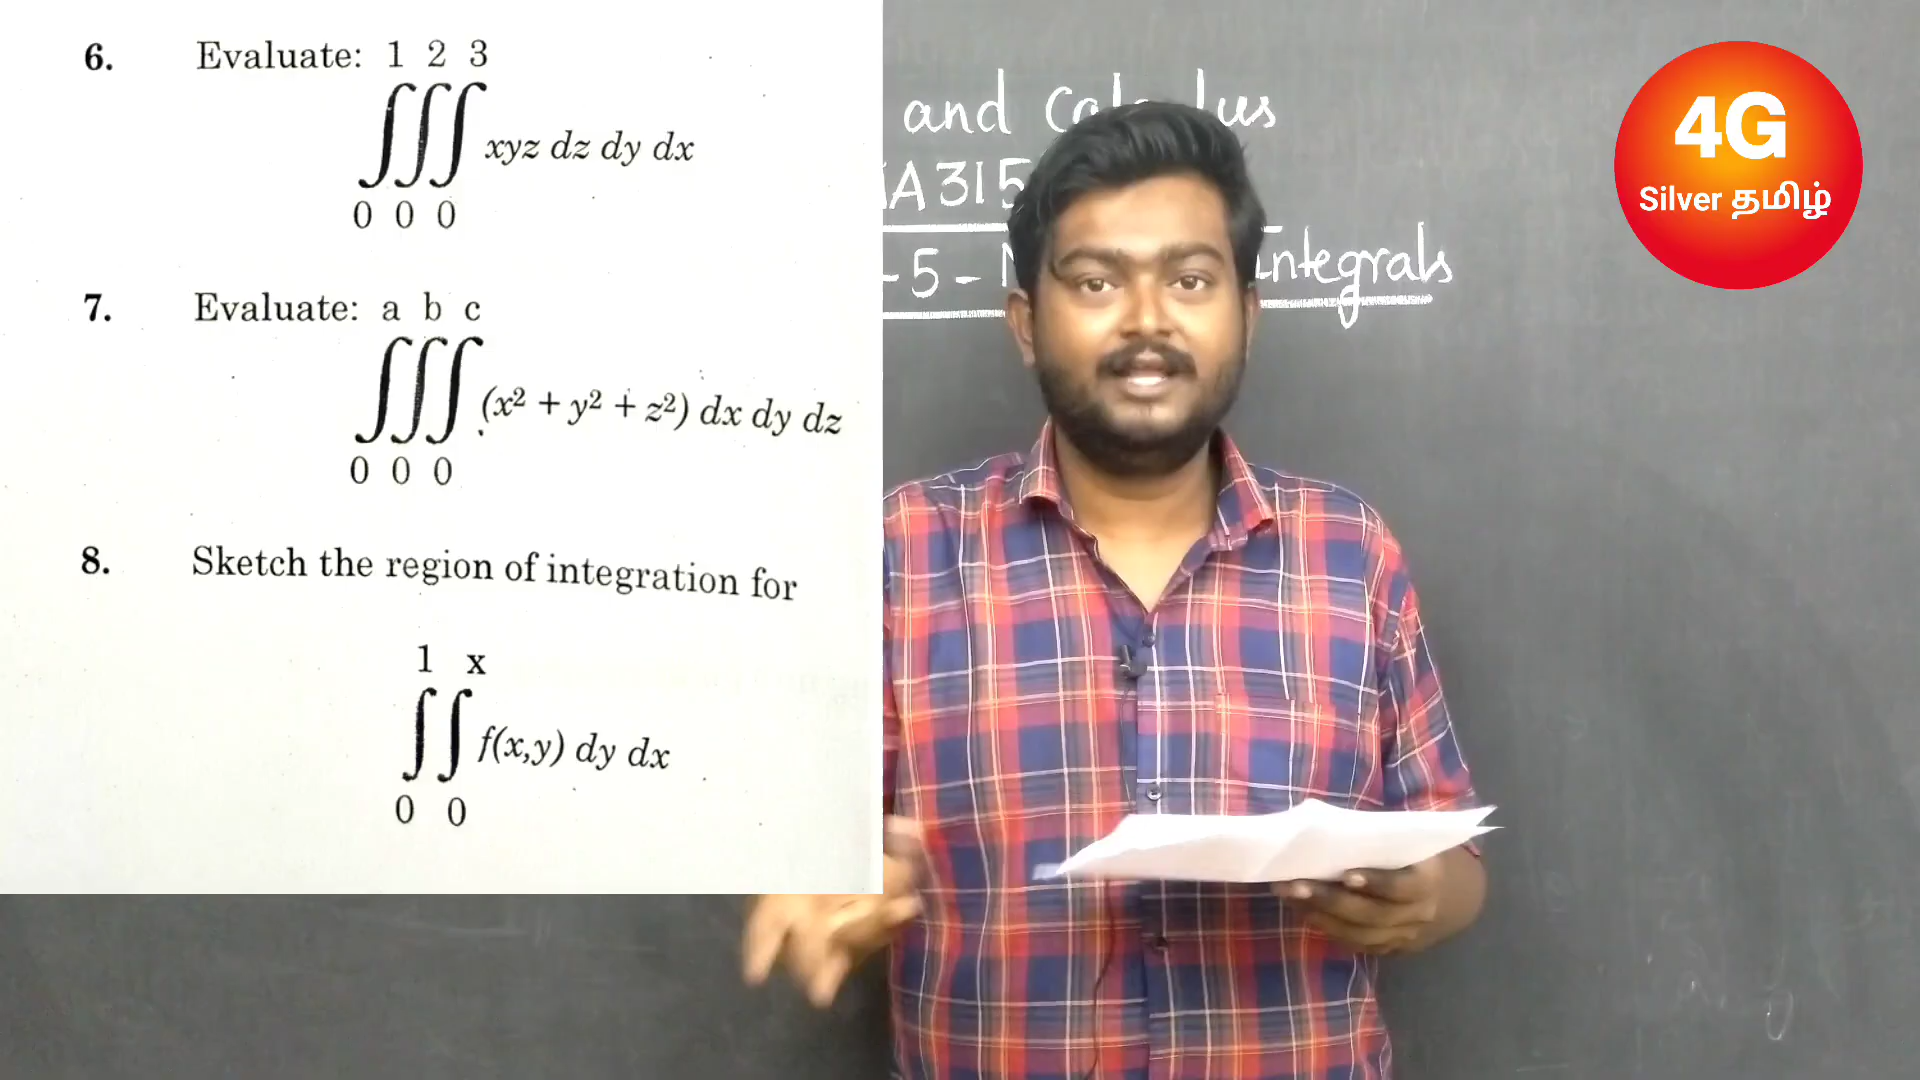 6. Evaluate: 1 2 3
∫∫∫ xyz dz dy dx
0 0 0
7. Evaluate: a b c
∫∫∫ (x² + y² + z²) dx dy dz
0 0 0
8. Sketch the region of integration for
1 x
∫∫ f(x,y) dy dx
0 0
and
A315
-5-
Integrals
4G
Silver தமிழ்